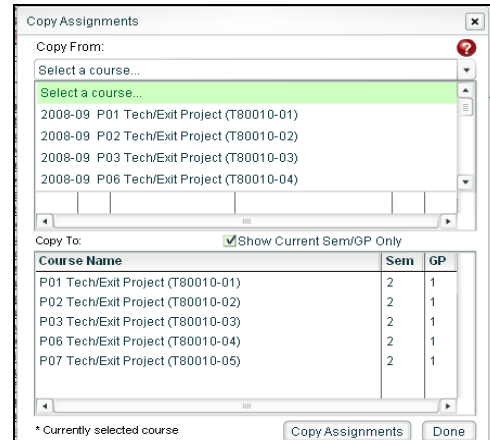 Copy Assignments
Copy From:
Select a course...
Select a course...
2008-09 P01 Tech/Exit Project (T80010-01)
2008-09 P02 Tech/Exit Project (T80010-02)
2008-09 P03 Tech/Exit Project (T80010-03)
2008-09 P06 Tech/Exit Project (T80010-04)
Copy To: Show Current Sem/GP Only
Course Name Sem GP
P01 Tech/Exit Project (T80010-01) 2 1
P02 Tech/Exit Project (T80010-02) 2 1
P03 Tech/Exit Project (T80010-03) 2 1
P06 Tech/Exit Project (T80010-04) 2 1
P07 Tech/Exit Project (T80010-05) 2 1
* Currently selected course Copy Assignments Done